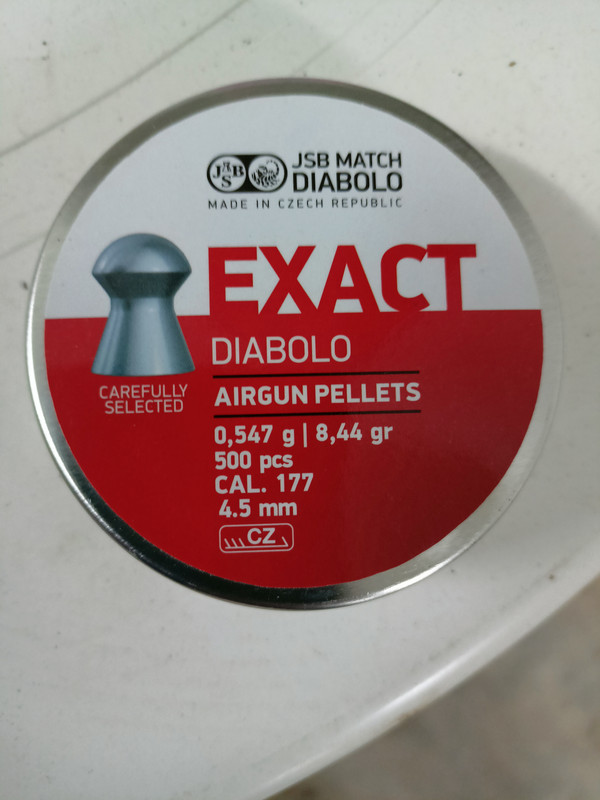 JSB
JSB MATCH
DIABOLO
MADE IN CZECH REPUBLIC
EXACT
DIABOLO
CAREFULLY
SELECTED
AIRGUN PELLETS
0,547 g | 8,44 gr
500 pcs
CAL. 177
4.5 mm
CZ